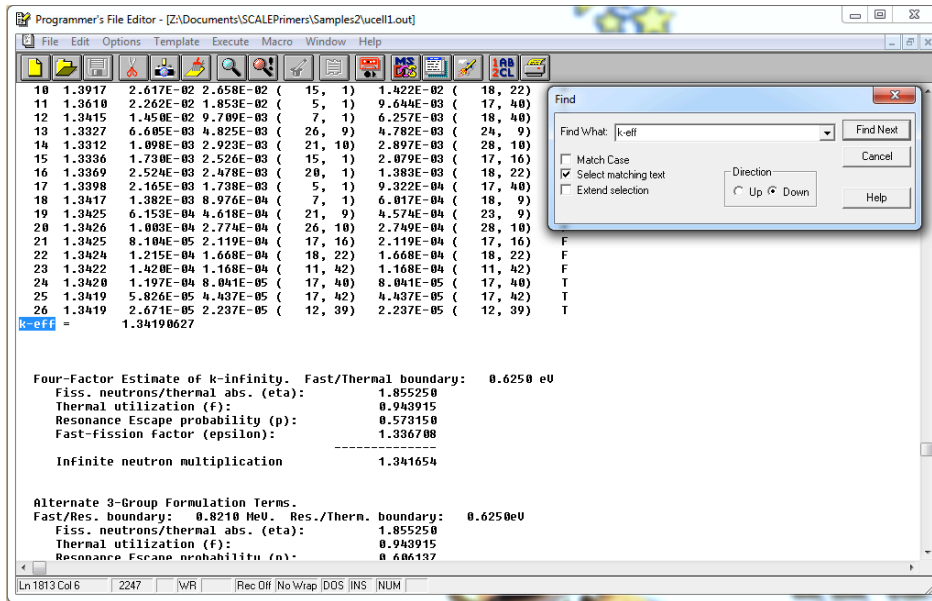 Programmer's File Editor - [Z:\Documents\SCALEPrimers\Samples2\ucell1.out]
File Edit Options Template Execute Macro Window Help
MS DOS 1AB 2CL
10 1.3917 2.617E-02 2.658E-02 ( 15, 1) 1.422E-02 ( 18, 22)
11 1.3610 2.262E-02 1.853E-02 ( 5, 1) 9.644E-03 ( 17, 40)
12 1.3415 1.450E-02 9.709E-03 ( 7, 1) 6.257E-03 ( 18, 40)
13 1.3327 6.605E-03 4.825E-03 ( 26, 9) 4.782E-03 ( 24, 9)
14 1.3312 1.098E-03 2.923E-03 ( 21, 10) 2.897E-03 ( 28, 10)
15 1.3336 1.730E-03 2.526E-03 ( 15, 1) 2.079E-03 ( 17, 16)
16 1.3369 2.524E-03 2.478E-03 ( 20, 1) 1.383E-03 ( 18, 22)
17 1.3398 2.165E-03 1.738E-03 ( 5, 1) 9.322E-04 ( 17, 40)
18 1.3417 1.382E-03 8.976E-04 ( 7, 1) 6.017E-04 ( 18, 9)
19 1.3425 6.153E-04 4.618E-04 ( 21, 9) 4.574E-04 ( 23, 9)
20 1.3426 1.003E-04 2.774E-04 ( 26, 10) 2.749E-04 ( 28, 10)
21 1.3425 8.104E-05 2.119E-04 ( 17, 16) 2.119E-04 ( 17, 16) F
22 1.3424 1.215E-04 1.668E-04 ( 18, 22) 1.668E-04 ( 18, 22) F
23 1.3422 1.420E-04 1.168E-04 ( 11, 42) 1.168E-04 ( 11, 42) F
24 1.3420 1.197E-04 8.041E-05 ( 17, 40) 8.041E-05 ( 17, 40) T
25 1.3419 5.826E-05 4.437E-05 ( 17, 42) 4.437E-05 ( 17, 42) T
26 1.3419 2.671E-05 2.237E-05 ( 12, 39) 2.237E-05 ( 12, 39) T
k-eff = 1.34190627
Find
Find What: k-eff
Find Next
Match Case
Cancel
Select matching text
Direction
Extend selection
Up Down
Help
Four-Factor Estimate of k-infinity. Fast/Thermal boundary: 0.6250 eV
Fiss. neutrons/thermal abs. (eta): 1.855250
Thermal utilization (f): 0.943915
Resonance Escape probability (p): 0.573150
Fast-fission factor (epsilon): 1.336708
--------------
Infinite neutron multiplication 1.341654
Alternate 3-Group Formulation Terms.
Fast/Res. boundary: 0.8210 MeV. Res./Therm. boundary: 0.6250eV
Fiss. neutrons/thermal abs. (eta): 1.855250
Thermal utilization (f): 0.943915
Resonance Escape probability (p): 0.606137
Ln 1813 Col 6 2247 WR Rec Off No Wrap DOS INS NUM